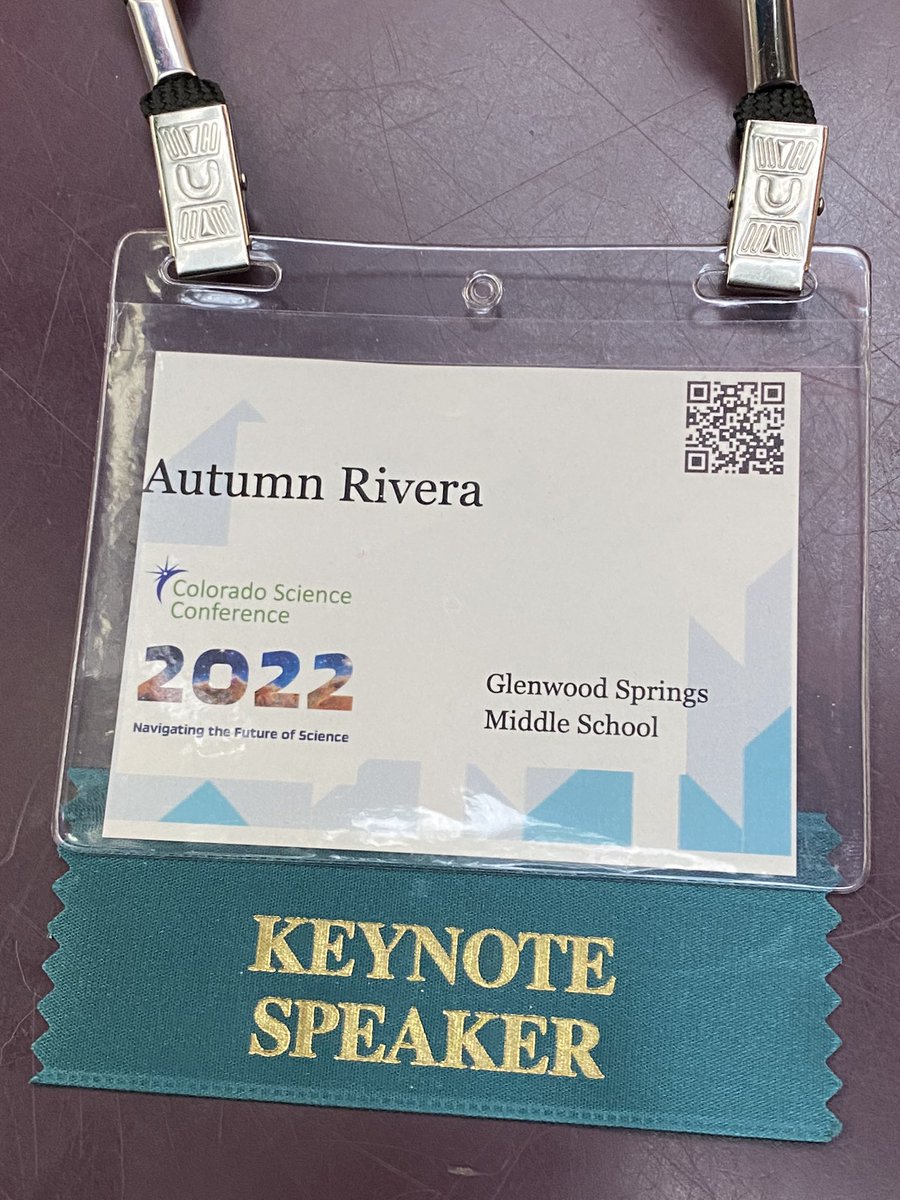 Autumn Rivera
Colorado Science
Conference
2022
Navigating the Future of Science
Glenwood Springs
Middle School
KEYNOTE
SPEAKER